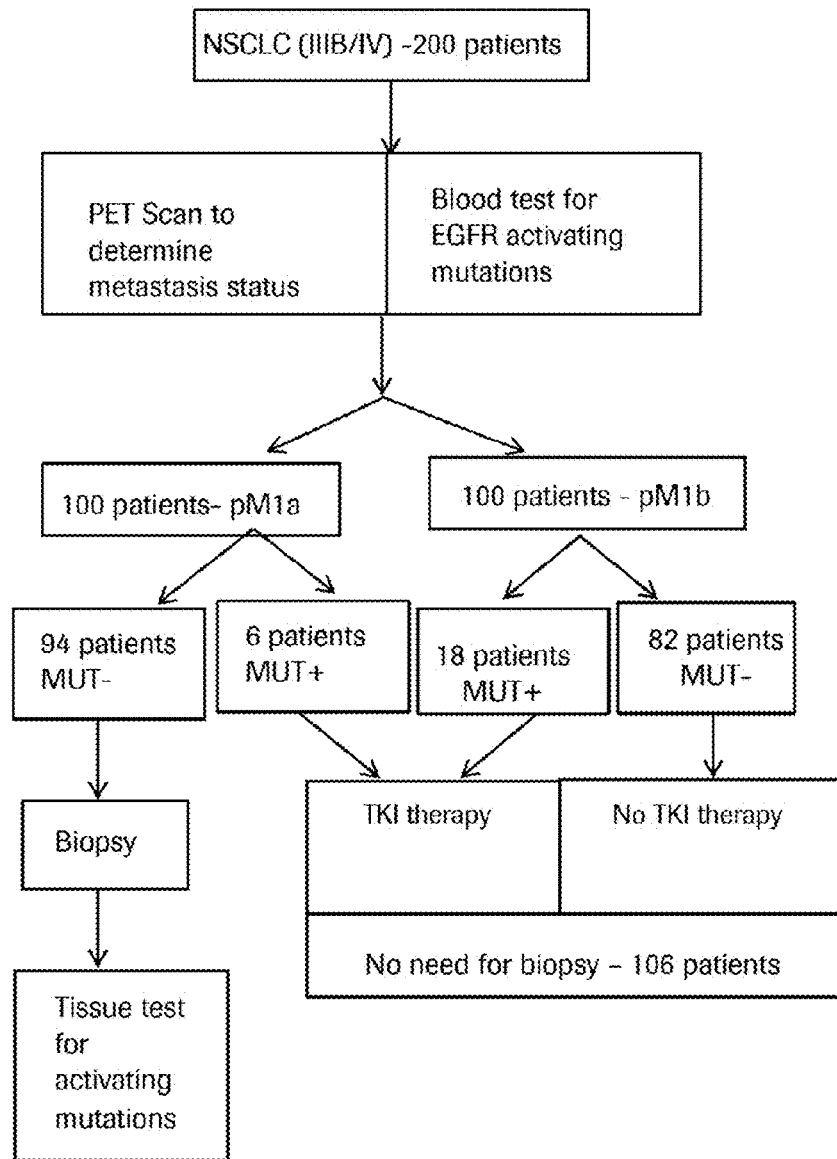 NSCLC (IIIB/IV) -200 patients
PET Scan to
determine
metastasis status
Blood test for
EGFR activating
mutations
100 patients- pM1a
100 patients - pM1b
94 patients
MUT-
6 patients
MUT+
18 patients
MUT+
82 patients
MUT-
Biopsy
TKI therapy
No TKI therapy
No need for biopsy - 106 patients
Tissue test
for
activating
mutations